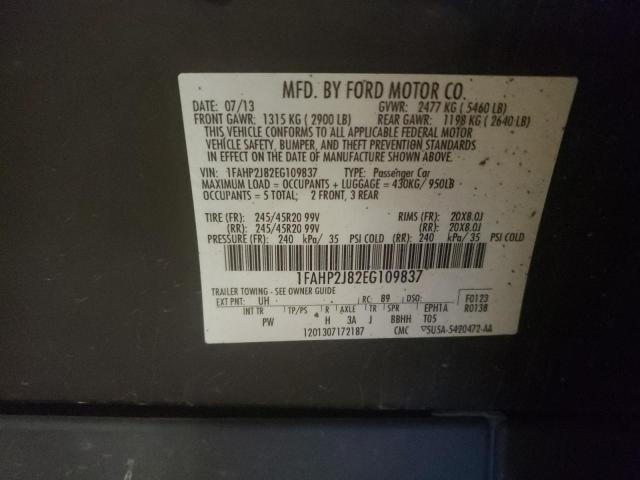 MFD. BY FORD MOTOR CO.
DATE: 07/13 GVWR: 2477 KG ( 5460 LB)
FRONT GAWR: 1315 KG ( 2900 LB) REAR GAWR: 1198 KG ( 2640 LB)
THIS VEHICLE CONFORMS TO ALL APPLICABLE FEDERAL MOTOR
VEHICLE SAFETY, BUMPER, AND THEFT PREVENTION STANDARDS
IN EFFECT ON THE DATE OF MANUFACTURE SHOWN ABOVE.
VIN: 1FAHP2J82EG109837 TYPE: Passenger Car
MAXIMUM LOAD = OCCUPANTS + LUGGAGE = 430KG/ 950LB
OCCUPANTS = 5 TOTAL; 2 FRONT, 3 REAR
TIRE (FR): 245/45R20 99V RIMS (FR): 20X8.0J
(RR): 245/45R20 99V (RR): 20X8.0J
PRESSURE (FR): 240 kPa/ 35 PSI COLD (RR): 240 kPa/ 35 PSI COLD
1FAHP2J82EG109837
TRAILER TOWING - SEE OWNER GUIDE
EXT PNT: UH RC: 89 DSO: F0123
INT TR TP/PS R AXLE TR SPR EPH1A R0138
PW 4 H 3A J BBHH T05
1201307172187 CMC 5U5A-5420472-AA